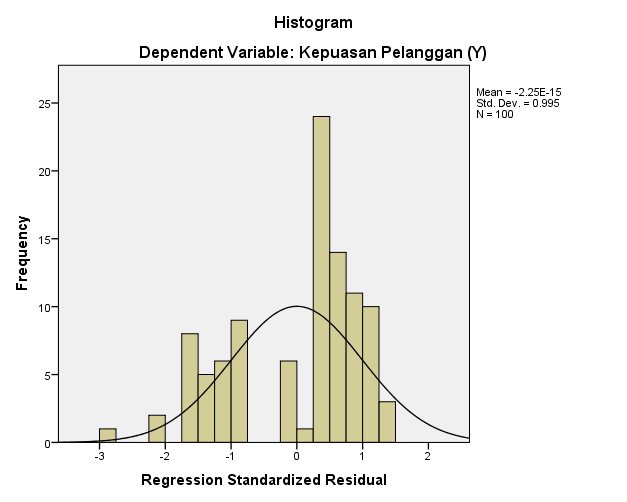 Histogram
Dependent Variable: Kepuasan Pelanggan (Y)
Mean = -2.25E-15
Std. Dev. = 0.995
N = 100
Frequency
25
20
15
10
5
0
-3 -2 -1 0 1 2
Regression Standardized Residual